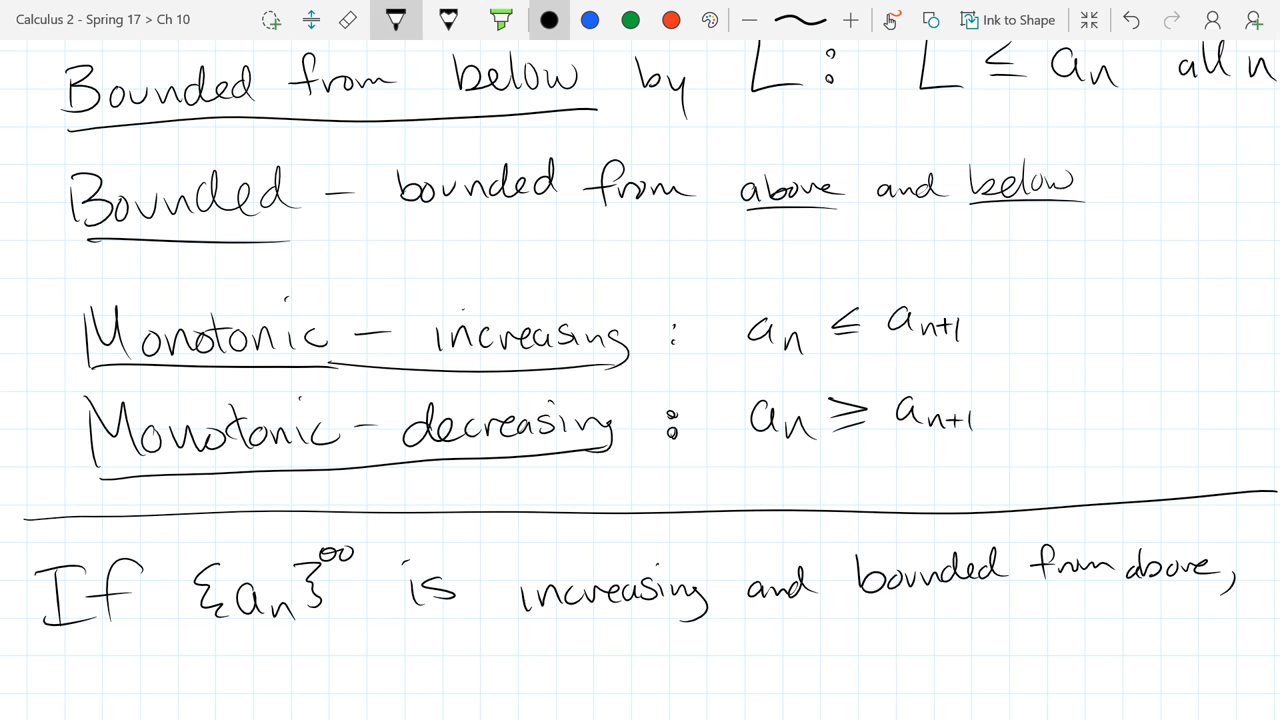 Calculus 2 - Spring 17 > Ch 10
Ink to Shape
Bounded from below by L : L ≤ aₙ all n
Bounded – bounded from above and below
Monotonic – increasing : aₙ ≤ aₙ₊₁
Monotonic – decreasing : aₙ ≥ aₙ₊₁
If {aₙ}^∞ is increasing and bounded from above,